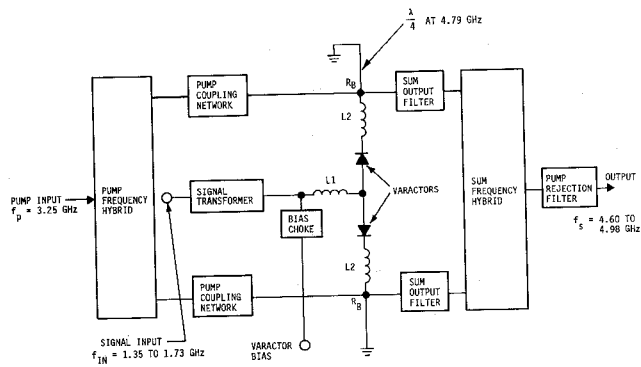 λ/4 AT 4.79 GHz
PUMP
COUPLING
NETWORK
R_B
SUM
OUTPUT
FILTER
L2
PUMP INPUT
f_p = 3.25 GHz
PUMP
FREQUENCY
HYBRID
SIGNAL
TRANSFORMER
L1
BIAS
CHOKE
VARACTORS
SUM
FREQUENCY
HYBRID
PUMP
REJECTION
FILTER
OUTPUT
f_s = 4.60 TO
4.98 GHz
L2
PUMP
COUPLING
NETWORK
R_B
SUM
OUTPUT
FILTER
SIGNAL INPUT
f_IN = 1.35 TO 1.73 GHz
VARACTOR
BIAS